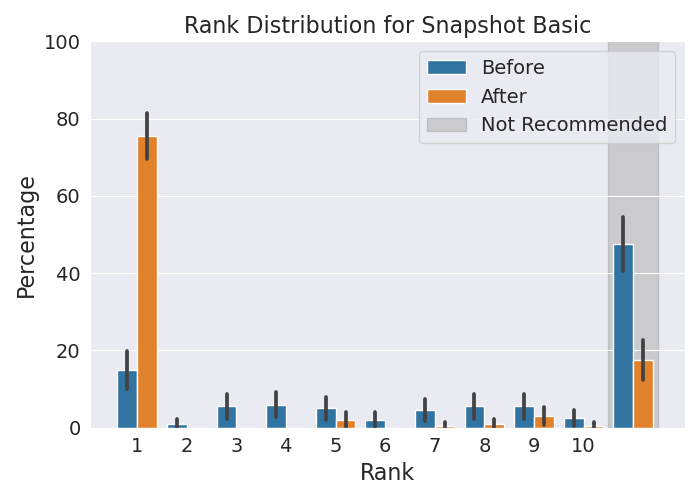 Rank Distribution for Snapshot Basic
100
80
60
40
20
0
Percentage
Before
After
Not Recommended
1 2 3 4 5 6 7 8 9 10
Rank